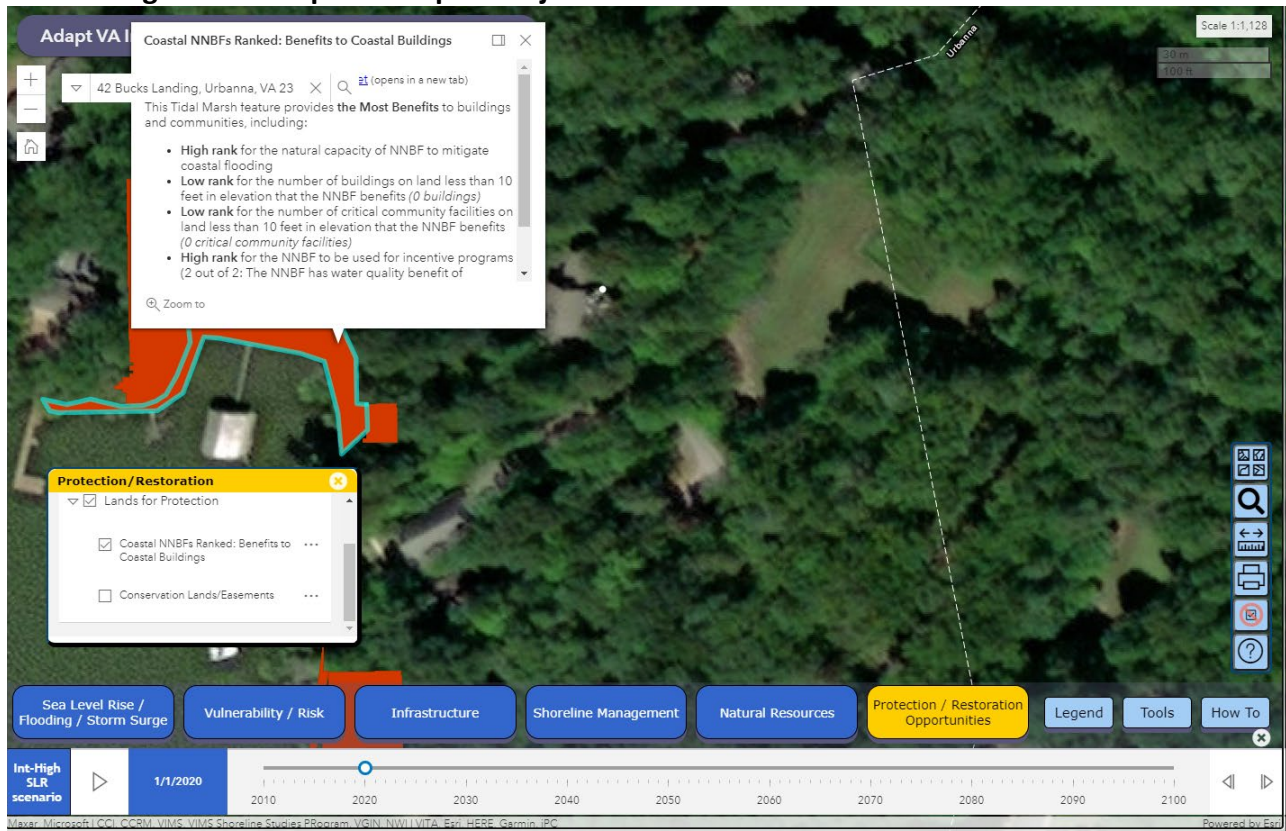 Adapt VA I
Coastal NNBFs Ranked: Benefits to Coastal Buildings
Scale 1:1,128
Urbanna
30 m
100 ft
42 Bucks Landing, Urbanna, VA 23
et (opens in a new tab)
This Tidal Marsh feature provides the Most Benefits to buildings
and communities, including:
• High rank for the natural capacity of NNBF to mitigate
coastal flooding
• Low rank for the number of buildings on land less than 10
feet in elevation that the NNBF benefits (0 buildings)
• Low rank for the number of critical community facilities on
land less than 10 feet in elevation that the NNBF benefits
(0 critical community facilities)
• High rank for the NNBF to be used for incentive programs
(2 out of 2: The NNBF has water quality benefit of
Zoom to
Protection/Restoration
Lands for Protection
Coastal NNBFs Ranked: Benefits to
Coastal Buildings
Conservation Lands/Easements
Sea Level Rise /
Flooding / Storm Surge
Vulnerability / Risk
Infrastructure
Shoreline Management
Natural Resources
Protection / Restoration
Opportunities
Legend
Tools
How To
Int-High
SLR
scenario
1/1/2020
2010 2020 2030 2040 2050 2060 2070 2080 2090 2100
Maxar, Microsoft | CCI, CCRM, VIMS, VIMS Shoreline Studies PRogram, VGIN, NWI | VITA, Esri, HERE, Garmin, iPC
Powered by Esri